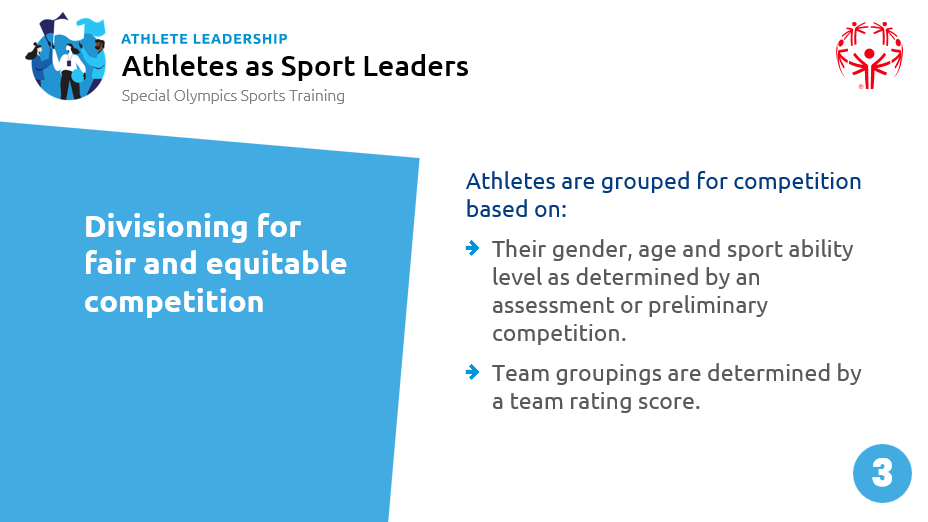 ATHLETE LEADERSHIP
Athletes as Sport Leaders
Special Olympics Sports Training
®
Divisioning for
fair and equitable
competition
Athletes are grouped for competition
based on:
Their gender, age and sport ability
level as determined by an
assessment or preliminary
competition.
Team groupings are determined by
a team rating score.
3